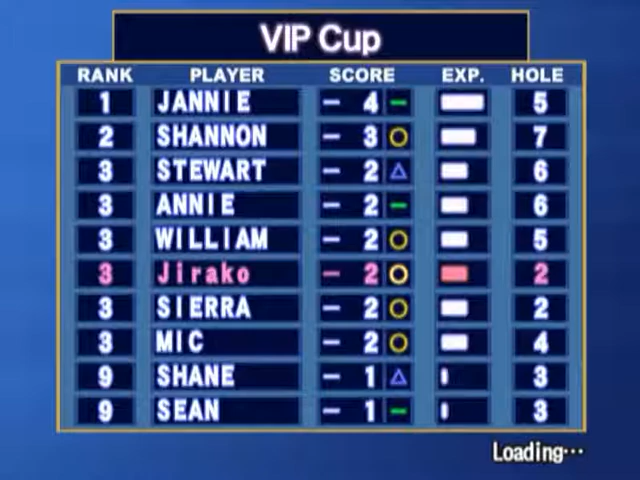 VIP Cup
RANK PLAYER SCORE EXP. HOLE
1 JANNIE - 4 - 5
2 SHANNON - 3 ○ 7
3 STEWART - 2 △ 6
3 ANNIE - 2 - 6
3 WILLIAM - 2 ○ 5
3 Jirako - 2 ○ 2
3 SIERRA - 2 ○ 2
3 MIC - 2 ○ 4
9 SHANE - 1 △ 3
9 SEAN - 1 - 3
Loading···